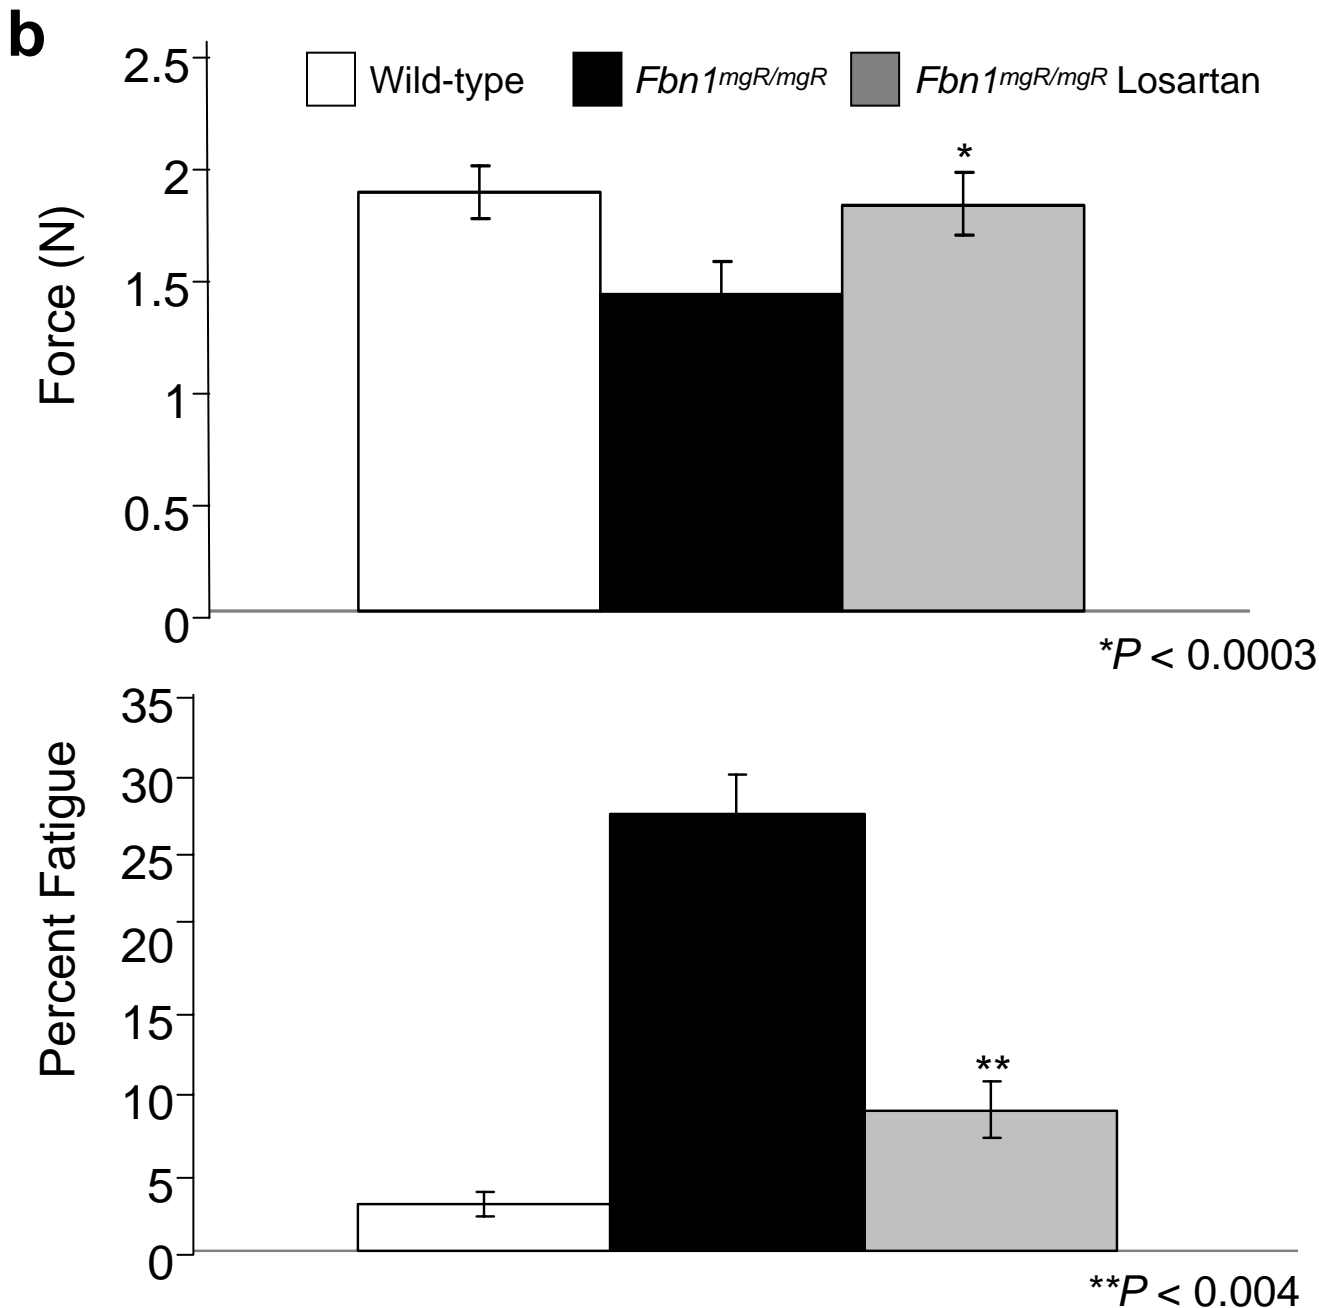 b
2.5
Wild-type
Fbn1mgR/mgR
Fbn1mgR/mgR Losartan
*
2
1.5
1
0.5
0
Force (N)
*P < 0.0003
35
30
25
20
15
10
5
0
Percent Fatigue
**
**P < 0.004